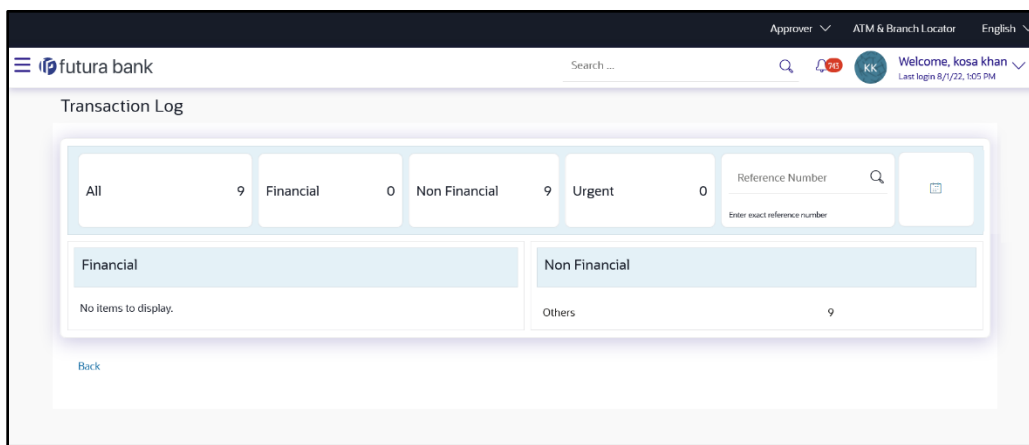 Approver ATM & Branch Locator English
futura bank Search ... 743 KK Welcome, kosa khan
Last login 8/1/22, 1:05 PM
Transaction Log
All 9 Financial 0 Non Financial 9 Urgent 0 Reference Number
Enter exact reference number
Financial Non Financial
No items to display. Others 9
Back